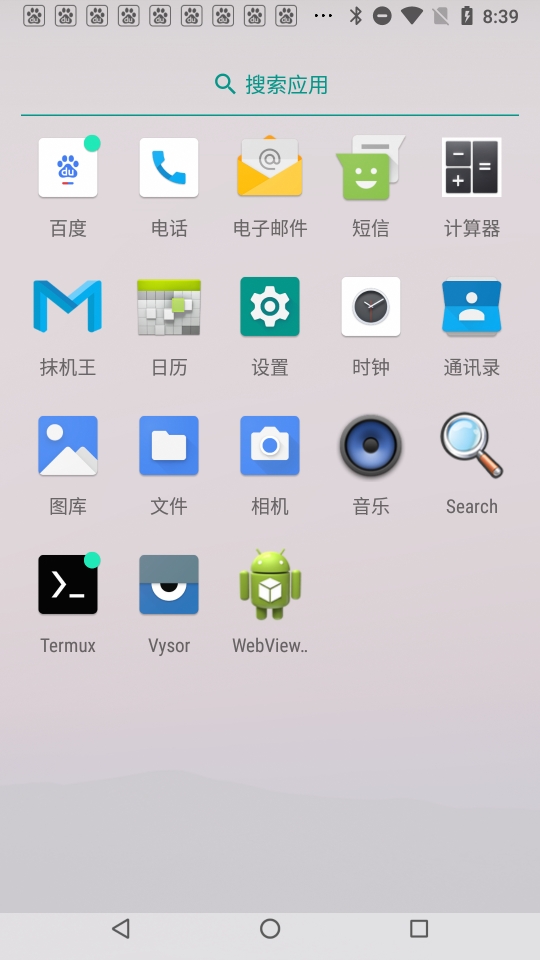 8:39
搜索应用
du
百度
电话
@
电子邮件
短信
计算器
抹机王
日历
设置
时钟
通讯录
图库
文件
相机
音乐
Search
Termux
Vysor
WebView..